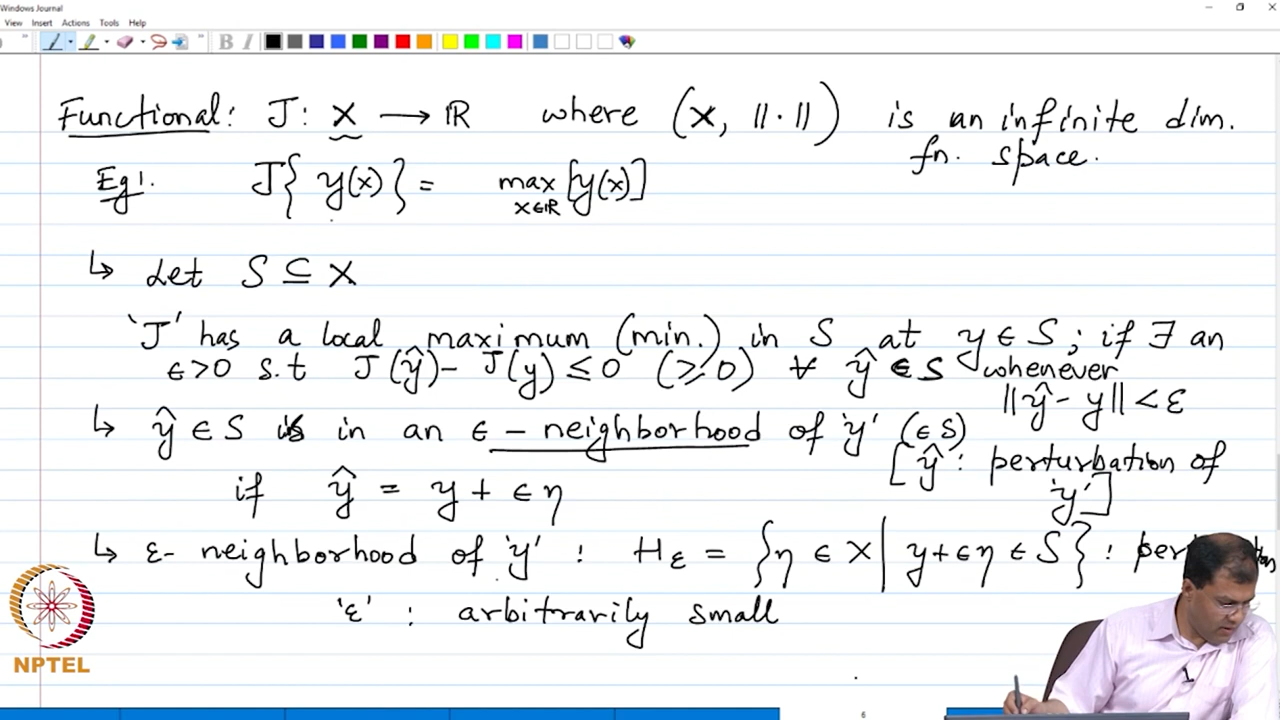 Windows Journal
View Insert Actions Tools Help
Functional: J: X ⟶ ℝ where (X, ||·||) is an infinite dim.
fn. space.
Eg1. J{ y(x) } = max [y(x)]
x∈ℝ
↳ Let S ⊆ X
'J' has a local maximum (min.) in S at y ∈ S ; if ∃ an
ϵ>0 s.t J(ŷ) - J(y) ≤ 0 (≥0) ∀ ŷ ∈ S whenever
||ŷ - y|| < ε
↳ ŷ ∈ S is in an ϵ - neighborhood of 'y' (∈ S)
[ŷ : perturbation of
'y']
if ŷ = y + ϵη
↳ ε- neighborhood of 'y' : H_ε = {η ∈ X | y+ϵη ∈ S} :
'ε' : arbitrarily small
NPTEL
6